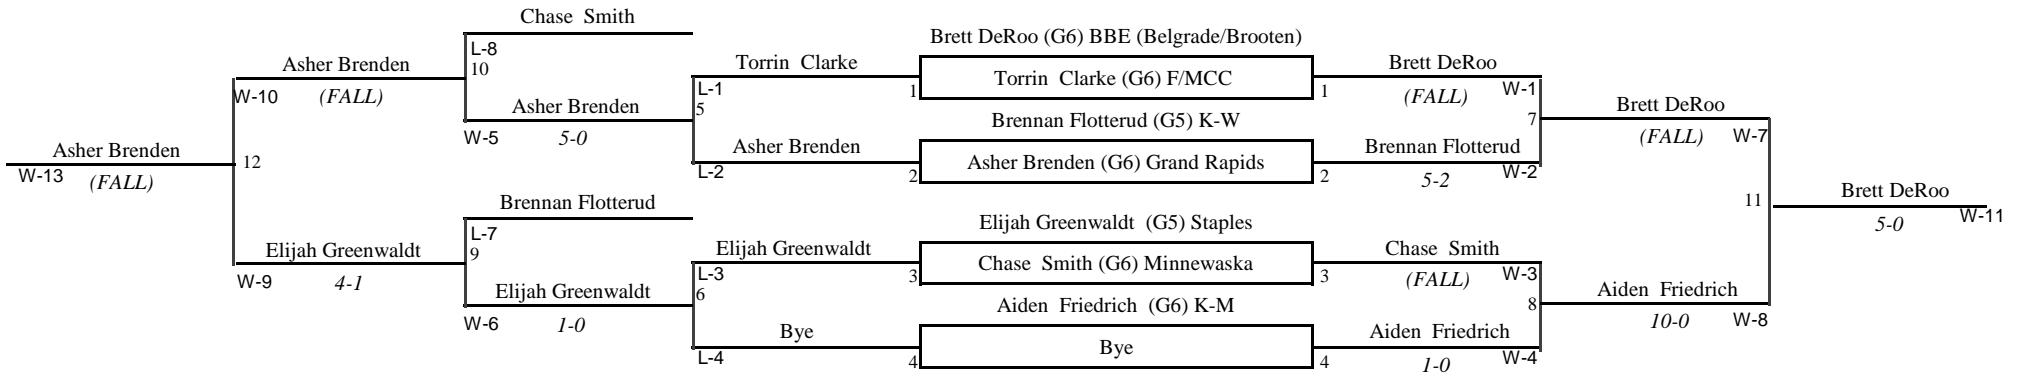 Chase Smith
L-8
10
Asher Brenden
W-10
(FALL)
Asher Brenden
W-5
5-0
Asher Brenden
W-13
(FALL)
12
Brennan Flotterud
L-7
9
Elijah Greenwaldt
W-9
4-1
Elijah Greenwaldt
W-6
1-0
Torrin Clarke
L-1
5
1
Asher Brenden
L-2
2
Elijah Greenwaldt
L-3
6
3
Bye
L-4
4
Brett DeRoo (G6) BBE (Belgrade/Brooten)
Torrin Clarke (G6) F/MCC
Brennan Flotterud (G5) K-W
Asher Brenden (G6) Grand Rapids
Elijah Greenwaldt (G5) Staples
Chase Smith (G6) Minnewaska
Aiden Friedrich (G6) K-M
Bye
Brett DeRoo
1
(FALL)
W-1
7
Brennan Flotterud
2
5-2
W-2
Chase Smith
3
(FALL)
W-3
8
Aiden Friedrich
4
1-0
W-4
Brett DeRoo
(FALL)
W-7
11
Aiden Friedrich
10-0
W-8
Brett DeRoo
5-0
W-11